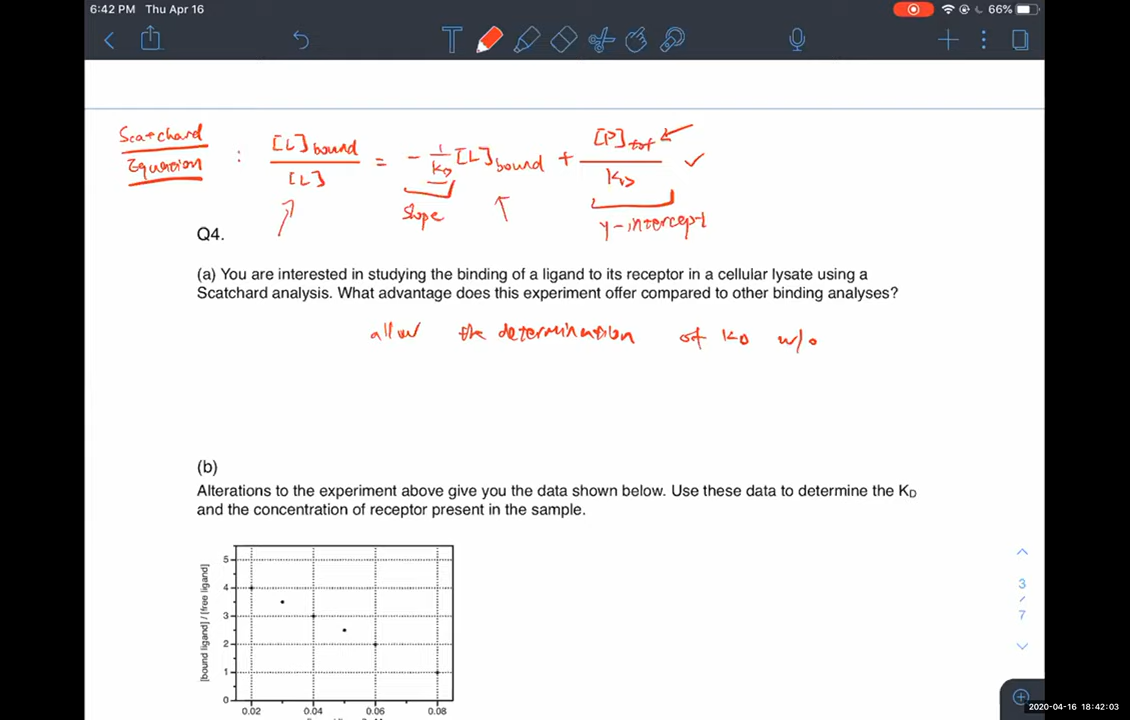 6:42 PM Thu Apr 16
66%
Scatchard
Equation : [L]bound / [L] = - 1/KD [L]bound + [P]tot / KD ✓
slope
y-intercept
Q4.
(a) You are interested in studying the binding of a ligand to its receptor in a cellular lysate using a
Scatchard analysis. What advantage does this experiment offer compared to other binding analyses?
allow the determination of KD w/o
(b)
Alterations to the experiment above give you the data shown below. Use these data to determine the KD
and the concentration of receptor present in the sample.
[bound ligand] / [free ligand]
5
4
3
2
1
0
0.02 0.04 0.06 0.08
3
/
7
2020-04-16 18:42:03